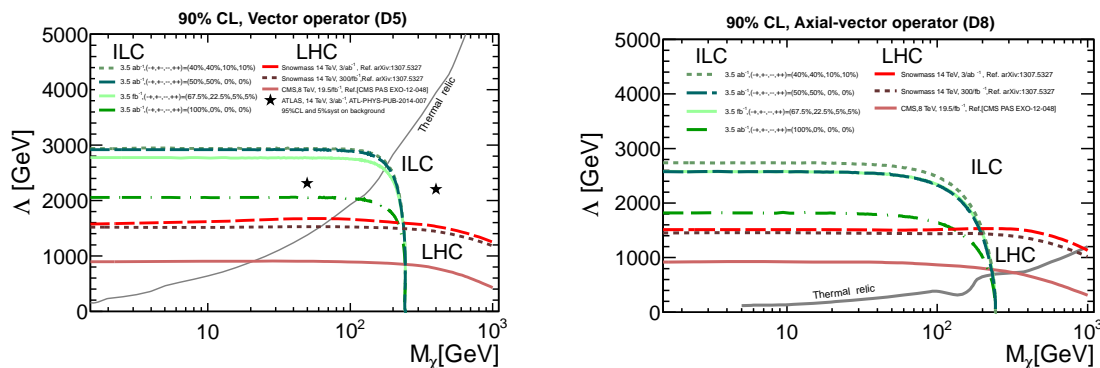 90% CL, Vector operator (D5)
Λ [GeV]
5000
4000
3000
2000
1000
0
ILC
3.5 ab⁻¹,(-+,+-,--,++)=(40%,40%,10%,10%)
3.5 ab⁻¹,(-+,+-,--,++)=(50%,50%, 0%, 0%)
3.5 fb⁻¹,(-+,+-,--,++)=(67.5%,22.5%,5%,5%)
3.5 ab⁻¹,(-+,+-,--,++)=(100%,0%, 0%, 0%)
LHC
Snowmass 14 TeV, 3/ab⁻¹, Ref. arXiv:1307.5327
Snowmass 14 TeV, 300/fb⁻¹,Ref. arXiv:1307.5327
CMS,8 TeV, 19.5/fb⁻¹, Ref.[CMS PAS EXO-12-048]
ATLAS, 14 TeV, 3/ab⁻¹, ATL-PHYS-PUB-2014-007
95%CL and 5%syst on background
Thermal relic
ILC
LHC
10
10²
10³
Mχ[GeV]
90% CL, Axial-vector operator (D8)
Λ [GeV]
5000
4000
3000
2000
1000
0
ILC
3.5 ab⁻¹,(-+,+-,--,++)=(40%,40%,10%,10%)
3.5 ab⁻¹,(-+,+-,--,++)=(50%,50%, 0%, 0%)
3.5 fb⁻¹,(-+,+-,--,++)=(67.5%,22.5%,5%,5%)
3.5 ab⁻¹,(-+,+-,--,++)=(100%,0%, 0%, 0%)
LHC
Snowmass 14 TeV, 3/ab⁻¹, Ref. arXiv:1307.5327
Snowmass 14 TeV, 300/fb⁻¹,Ref. arXiv:1307.5327
CMS,8 TeV, 19.5/fb⁻¹, Ref.[CMS PAS EXO-12-048]
ILC
LHC
Thermal relic
10
10²
10³
Mχ[GeV]